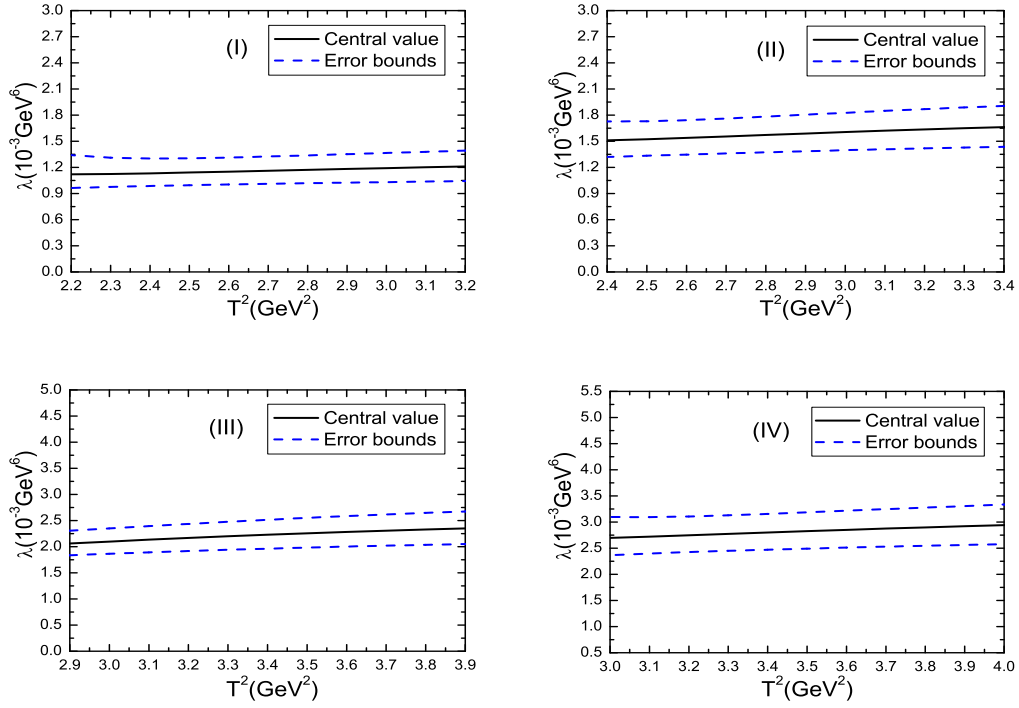 (I)
Central value
Error bounds
λ(10⁻³GeV⁶)
3.0
2.7
2.4
2.1
1.8
1.5
1.2
0.9
0.6
0.3
0.0
2.2 2.3 2.4 2.5 2.6 2.7 2.8 2.9 3.0 3.1 3.2
T²(GeV²)
(II)
Central value
Error bounds
λ(10⁻³GeV⁶)
3.0
2.7
2.4
2.1
1.8
1.5
1.2
0.9
0.6
0.3
0.0
2.4 2.5 2.6 2.7 2.8 2.9 3.0 3.1 3.2 3.3 3.4
T²(GeV²)
(III)
Central value
Error bounds
λ(10⁻³GeV⁶)
5.0
4.5
4.0
3.5
3.0
2.5
2.0
1.5
1.0
0.5
0.0
2.9 3.0 3.1 3.2 3.3 3.4 3.5 3.6 3.7 3.8 3.9
T²(GeV²)
(IV)
Central value
Error bounds
λ(10⁻³GeV⁶)
5.5
5.0
4.5
4.0
3.5
3.0
2.5
2.0
1.5
1.0
0.5
3.0 3.1 3.2 3.3 3.4 3.5 3.6 3.7 3.8 3.9 4.0
T²(GeV²)